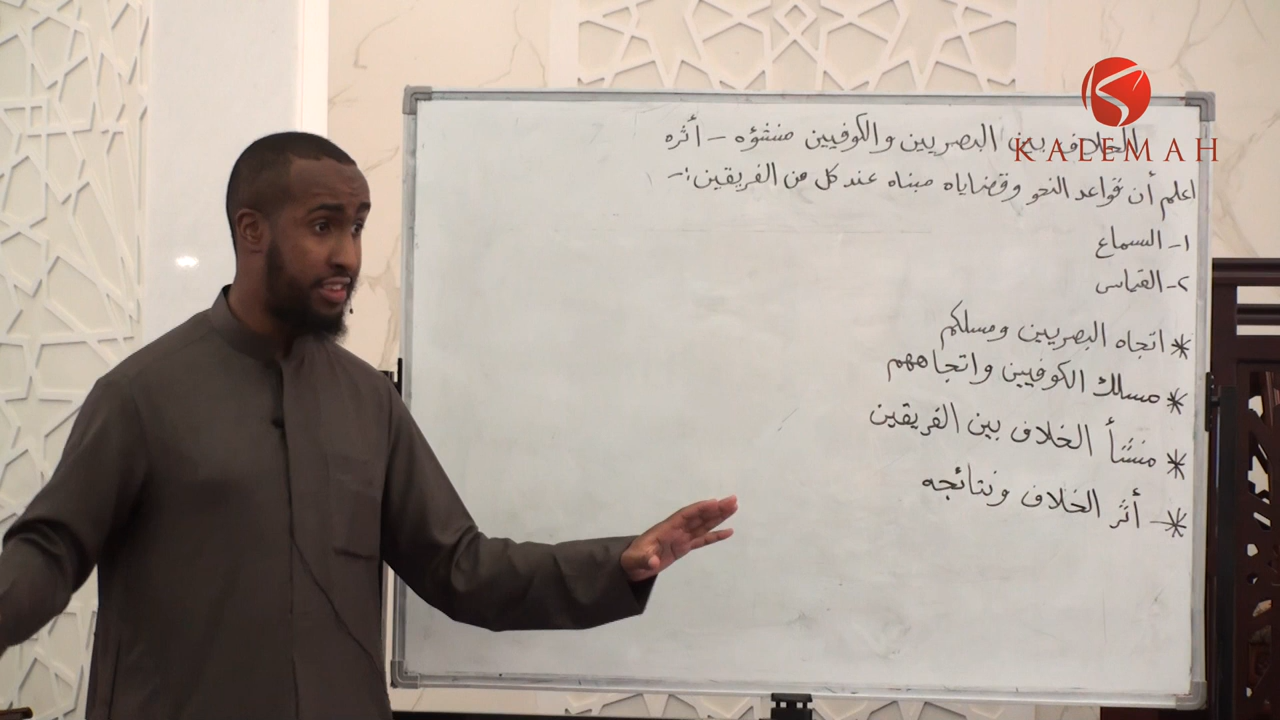 KALEMAH
الخلاف بين البصريين والكوفيين منشؤه - أثره
اعلم أن قواعد النحو وقضاياه مبناه عند كل من الفريقين :-
١- السماع
٢- القياس
* اتجاه البصريين ومسلكم
* مسلك الكوفيين واتجاههم
* منشأ الخلاف بين الفريقين
* - أثر الخلاف ونتائجه